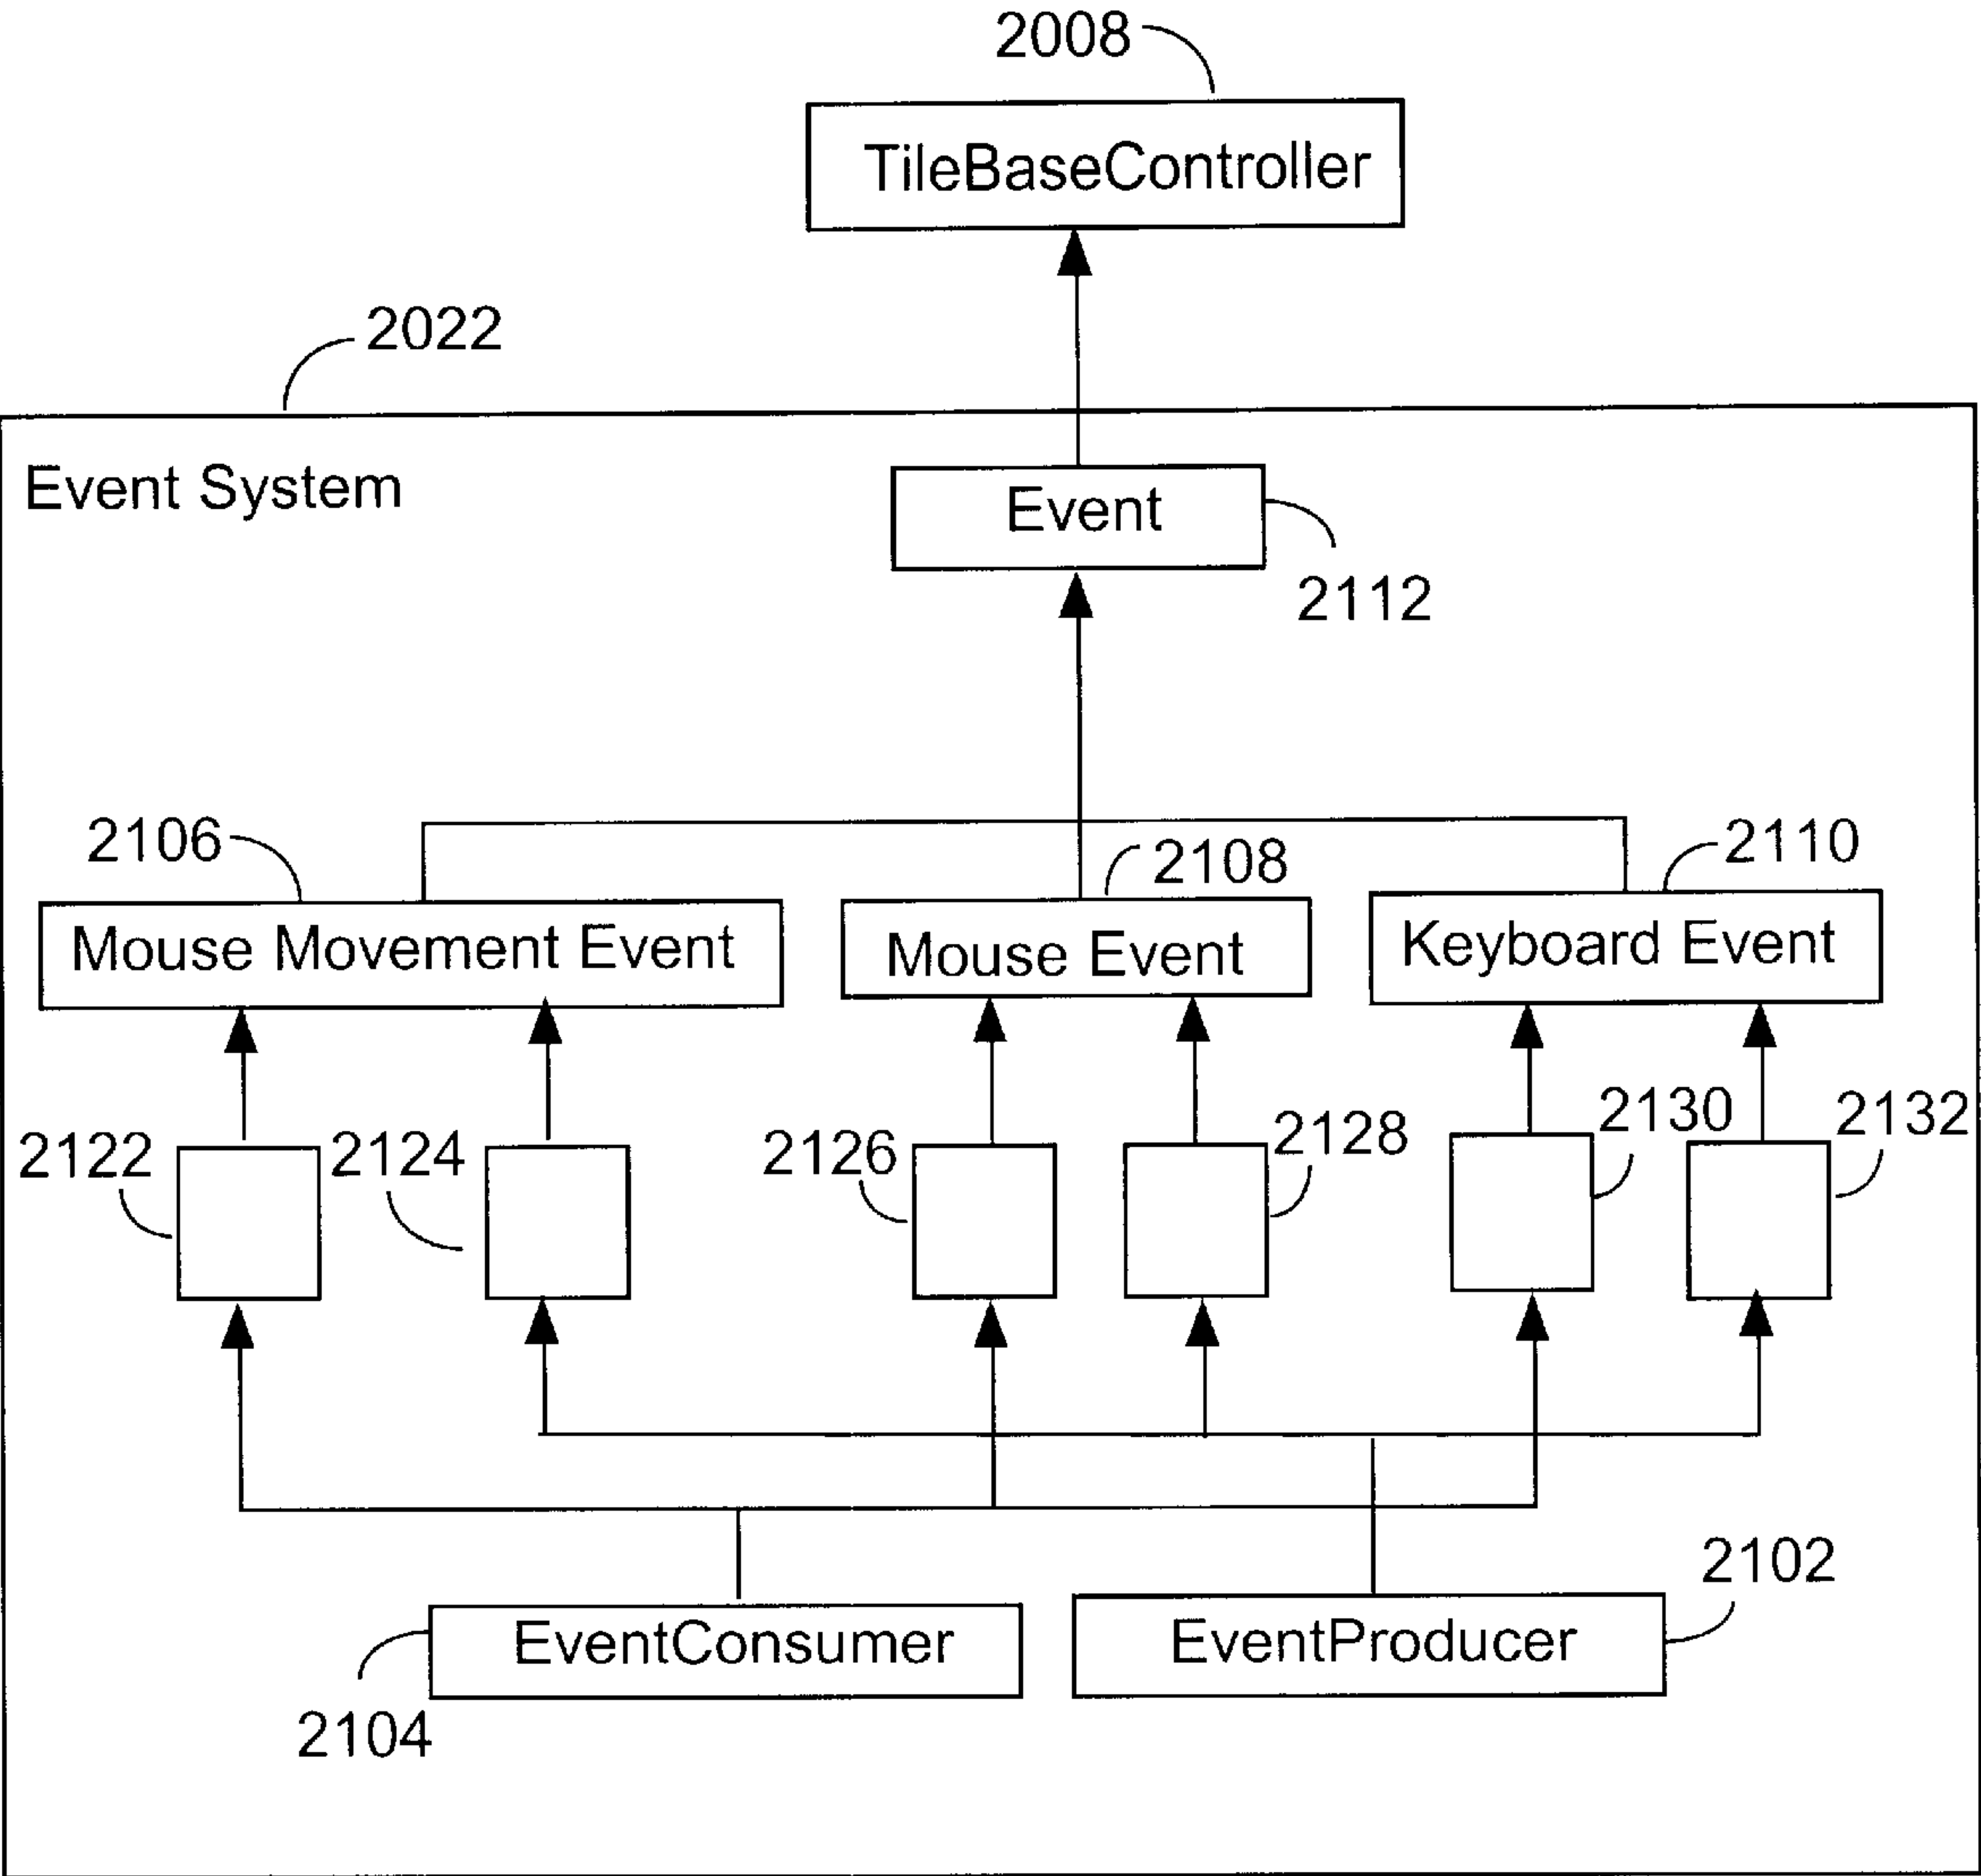 2008
TileBaseController
2022
Event System
Event
2112
2106
2108
2110
Mouse Movement Event
Mouse Event
Keyboard Event
2122
2124
2126
2128
2130
2132
EventConsumer
EventProducer
2102
2104